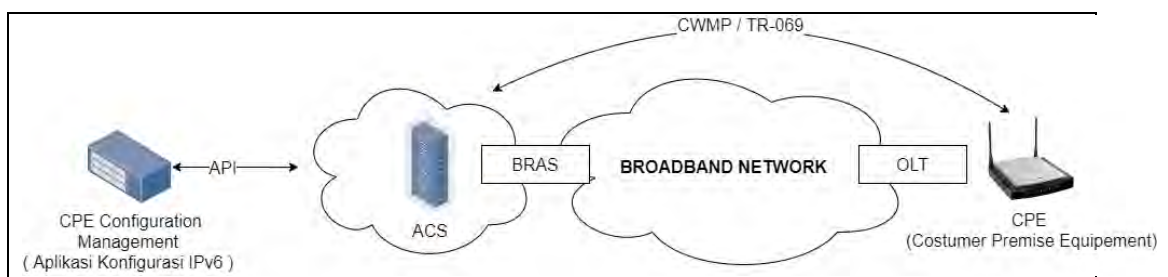 CWMP / TR-069
API
BRAS
BROADBAND NETWORK
OLT
ACS
CPE Configuration
Management
( Aplikasi Konfigurasi IPv6 )
CPE
(Costumer Premise Equipement)